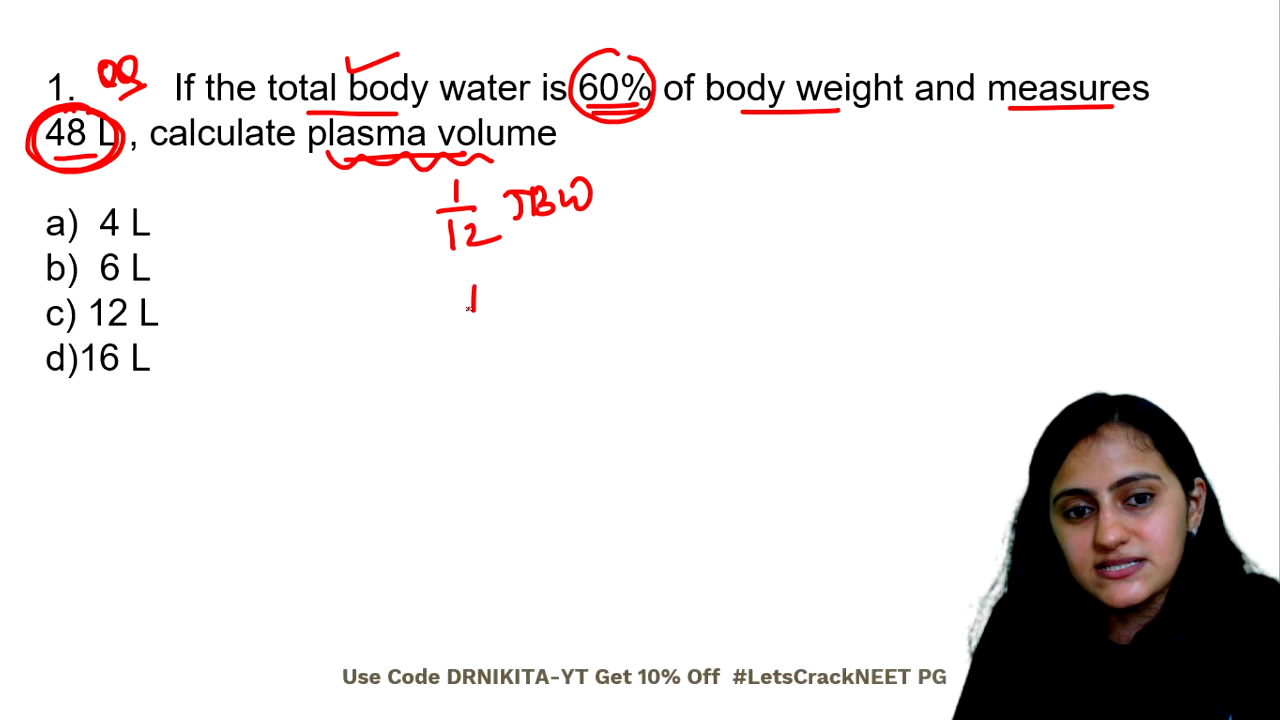 1. If the total body water is 60% of body weight and measures
48 L , calculate plasma volume
1
12 TBW
1
a) 4 L
b) 6 L
c) 12 L
d)16 L
Use Code DRNIKITA-YT Get 10% Off #LetsCrackNEET PG